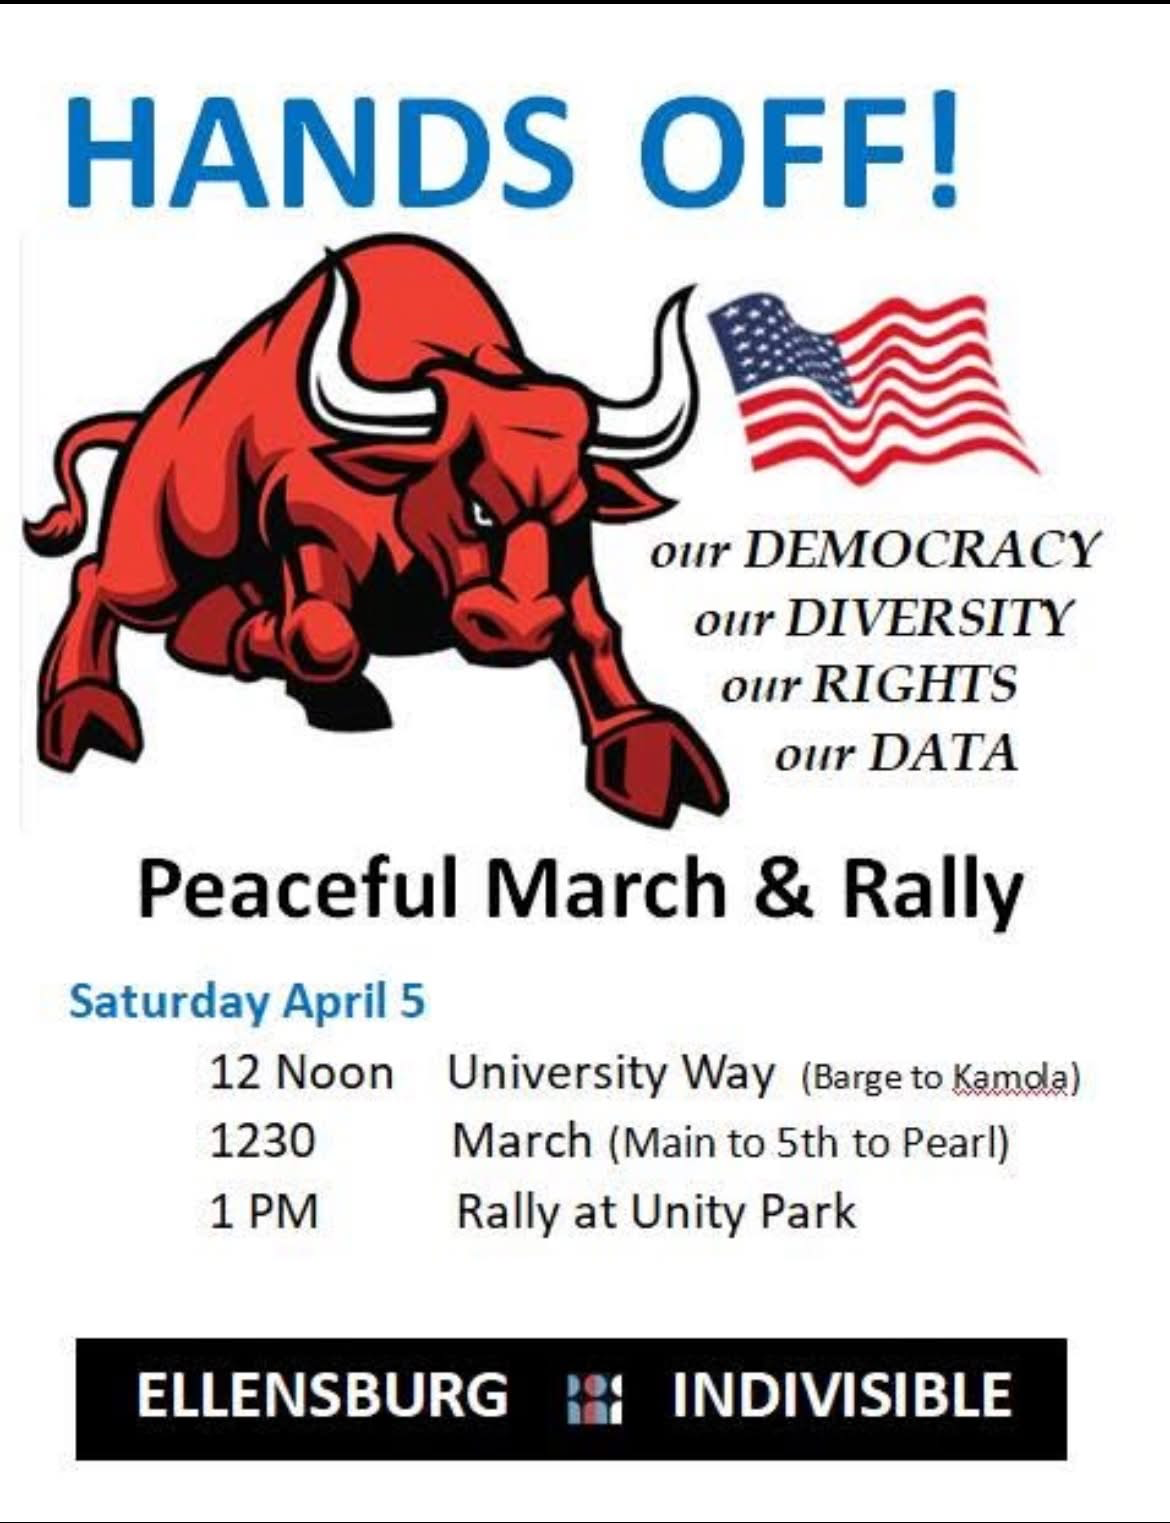 HANDS OFF!
our DEMOCRACY
our DIVERSITY
our RIGHTS
our DATA
Peaceful March & Rally
Saturday April 5
12 Noon University Way (Barge to Kamola)
1230 March (Main to 5th to Pearl)
1 PM Rally at Unity Park
ELLENSBURG INDIVISIBLE